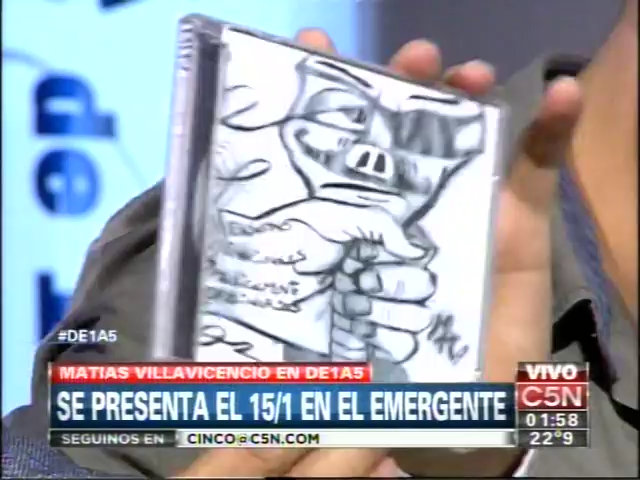 de
#DE1A5
MATIAS VILLAVICENCIO EN DE1A5
SE PRESENTA EL 15/1 EN EL EMERGENTE
SEGUINOS EN CINCO@C5N.COM
VIVO
C5N
01:58
22°9